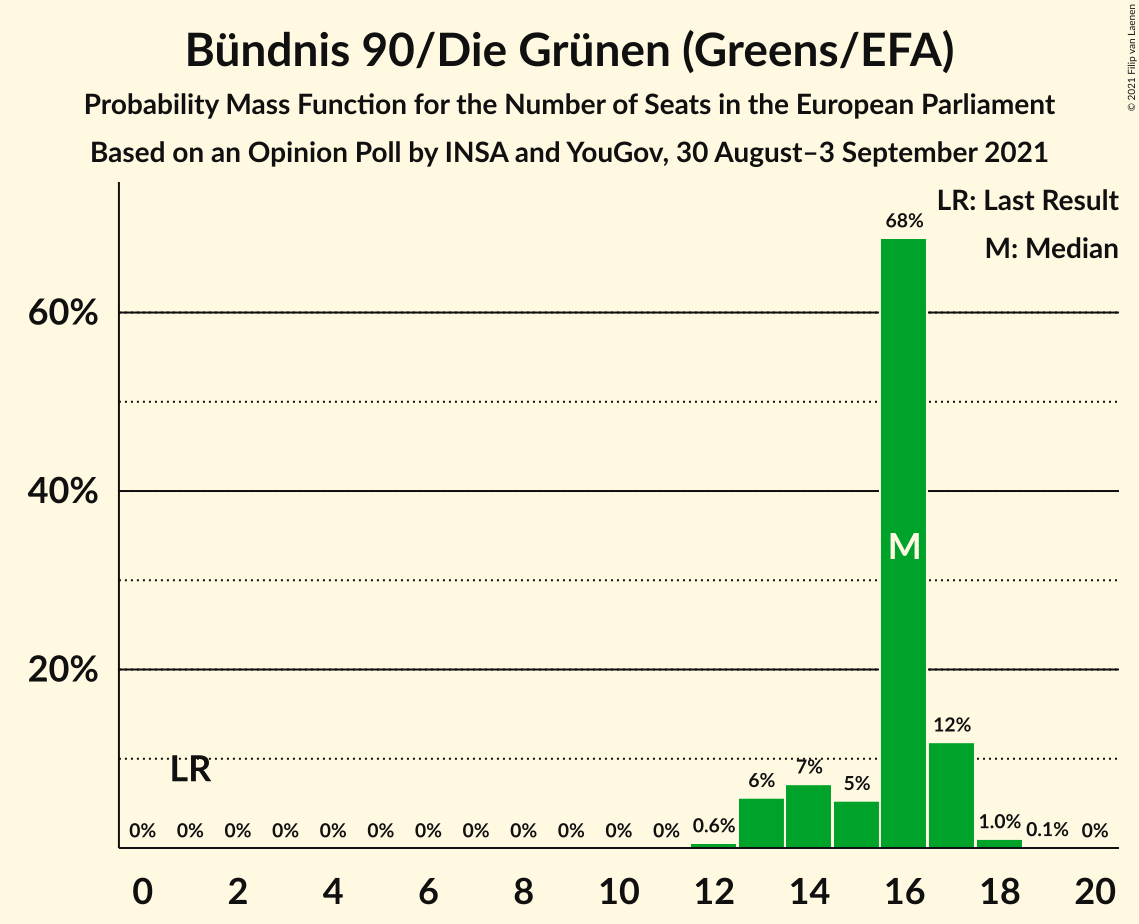 Bündnis 90/Die Grünen (Greens/EFA)
Probability Mass Function for the Number of Seats in the European Parliament
Based on an Opinion Poll by INSA and YouGov, 30 August–3 September 2021
© 2021 Filip van Laenen
LR: Last Result
M: Median
68%
60%
40%
M
20%
12%
LR
7%
6%
5%
0% 0% 0% 0% 0% 0% 0% 0% 0% 0% 0% 0% 0.6% 1.0% 0.1% 0%
0 2 4 6 8 10 12 14 16 18 20